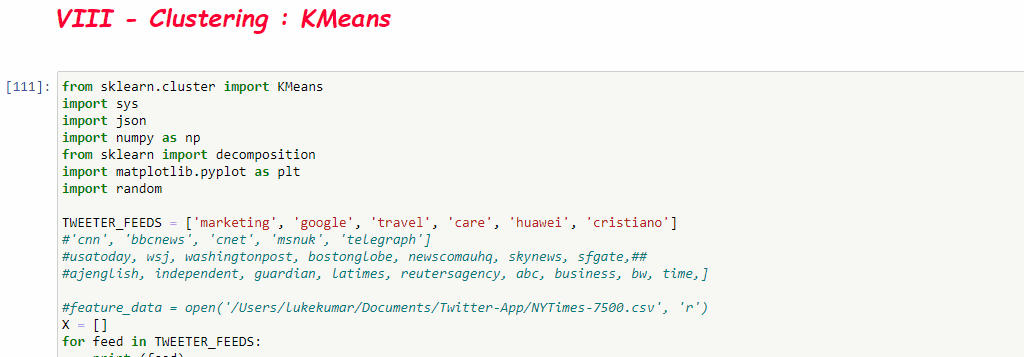 VIII - Clustering : KMeans
[111]: from sklearn.cluster import KMeans
import sys
import json
import numpy as np
from sklearn import decomposition
import matplotlib.pyplot as plt
import random
TWEETER_FEEDS = ['marketing', 'google', 'travel', 'care', 'huawei', 'cristiano']
#'cnn', 'bbcnews', 'cnet', 'msnuk', 'telegraph']
#usatoday, wsj, washingtonpost, bostonglobe, newscomauhq, skynews, sfgate,##
#ajenglish, independent, guardian, latimes, reutersagency, abc, business, bw, time,]
#feature_data = open('/Users/lukekumar/Documents/Twitter-App/NYTimes-7500.csv', 'r')
X = []
for feed in TWEETER_FEEDS: